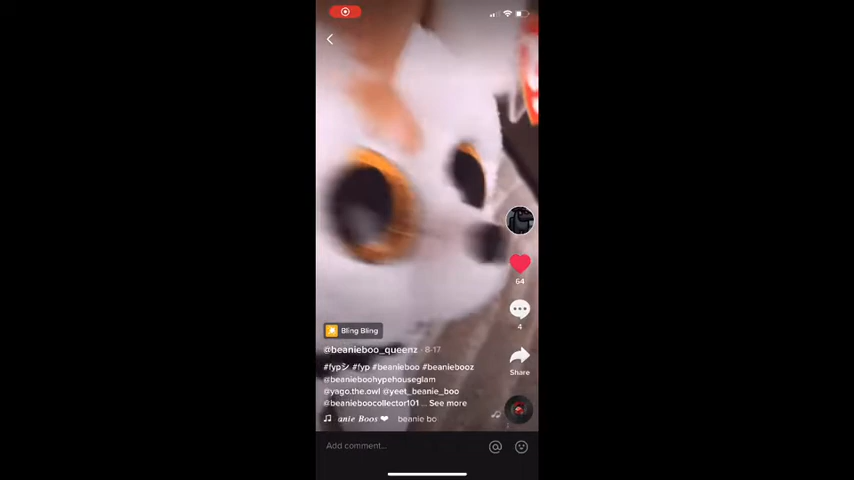 Bling Bling
@beanieboo_queenz · 8-17
#fypシ #fyp #beanieboo #beaniebooz
@beanieboohypehouseglam
@yago.the.owl @yeet_beanie_boo
@beanieboocollector101 ... See more
anie Boos ❤ beanie bo
64
4
Share
Add comment...